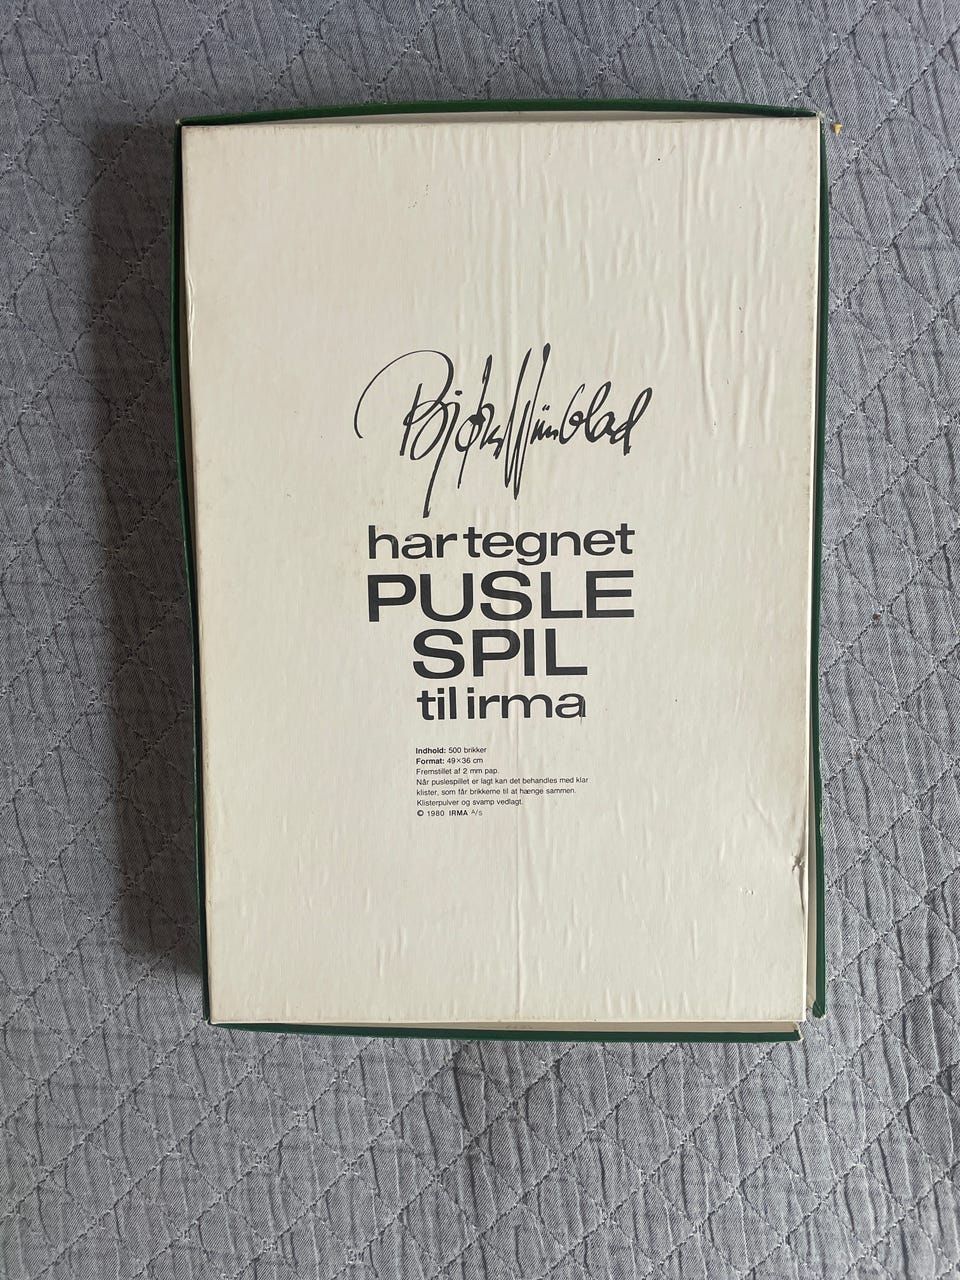 Bjørn Wiinblad
har tegnet
PUSLE
SPIL
til irma
Indhold: 500 brikker
Format: 49×36 cm
Fremstillet af 2 mm pap.
Når puslespillet er lagt kan det behandles med klar
klister, som får brikkerne til at hænge sammen.
Klisterpulver og svamp vedlagt.
© 1980 IRMA A/S